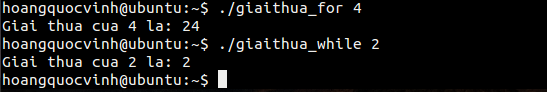 hoangquocvinh@ubuntu:~$ ./giaithua_for 4
Giai thua cua 4 la: 24
hoangquocvinh@ubuntu:~$ ./giaithua_while 2
Giai thua cua 2 la: 2
hoangquocvinh@ubuntu:~$